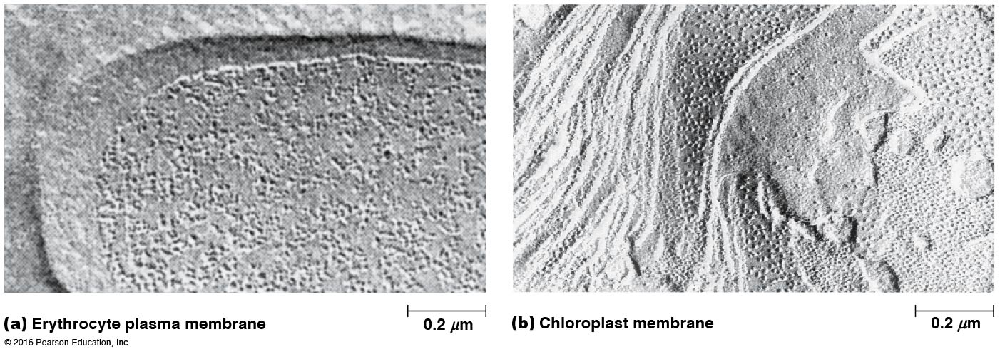 (a) Erythrocyte plasma membrane
0.2 μm
(b) Chloroplast membrane
0.2 μm
© 2016 Pearson Education, Inc.